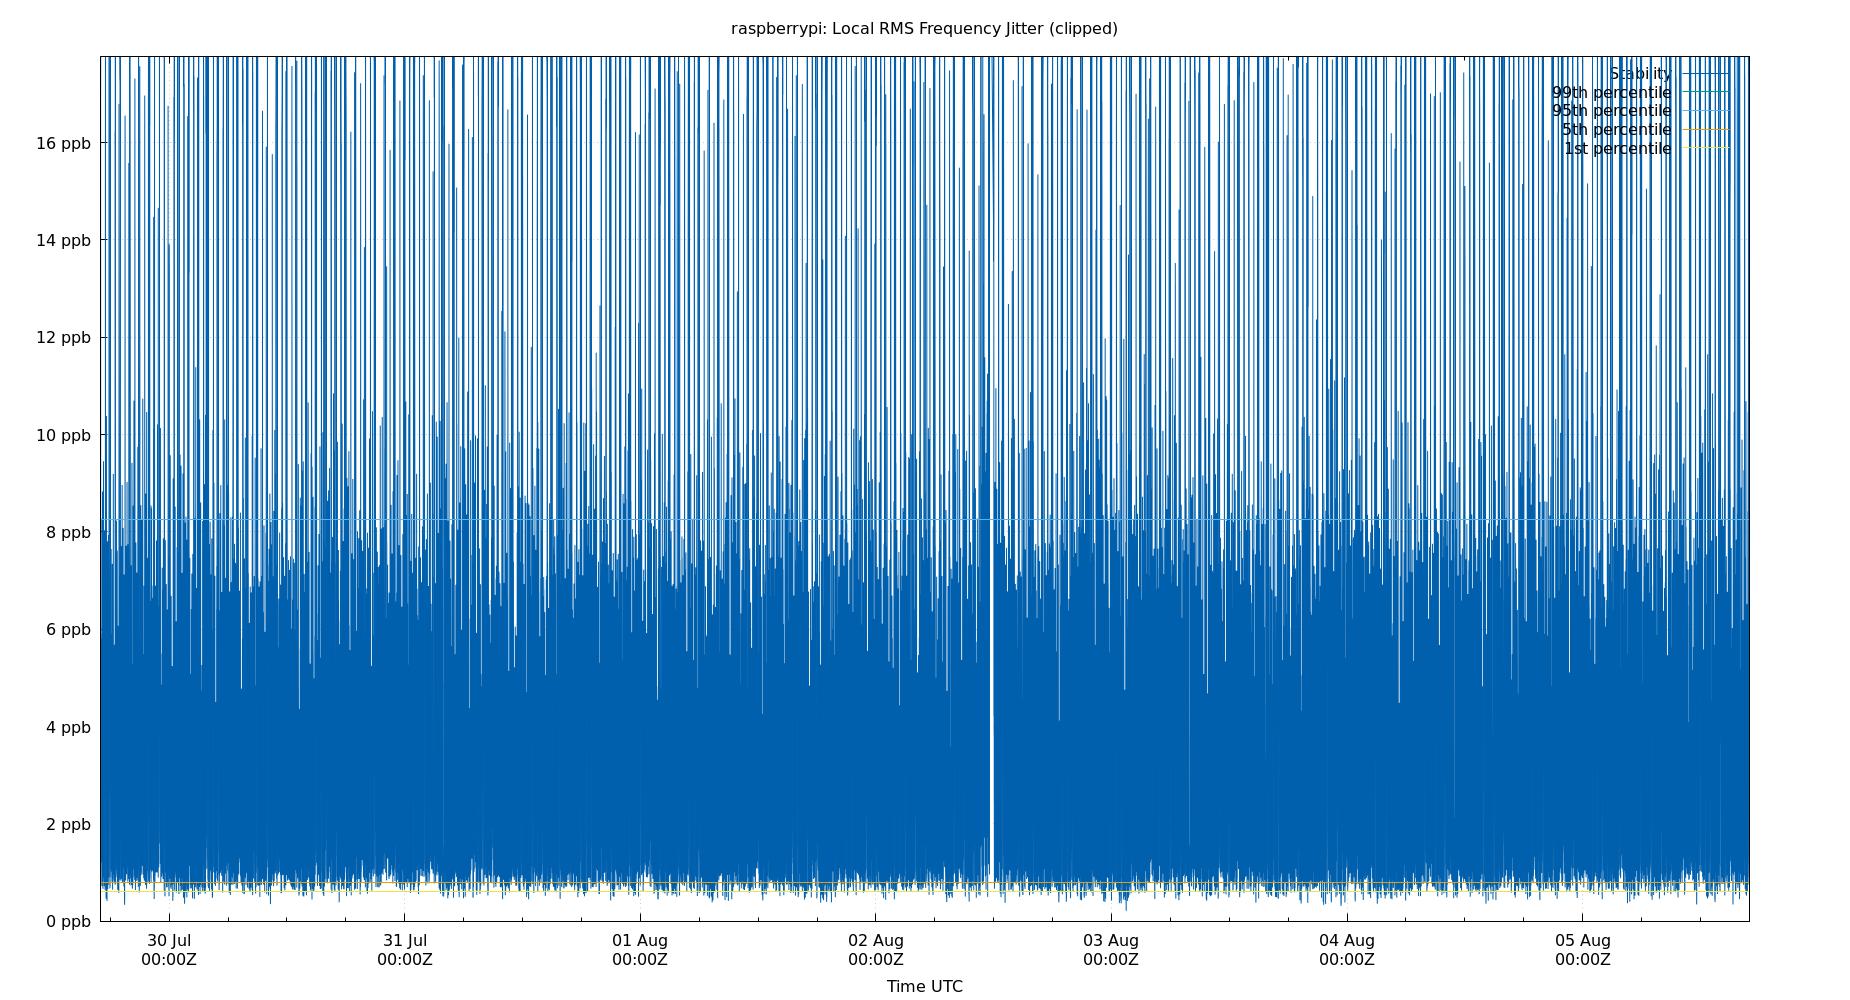 raspberrypi: Local RMS Frequency Jitter (clipped)
Stability
99th percentile
95th percentile
5th percentile
1st percentile
16 ppb
14 ppb
12 ppb
10 ppb
8 ppb
6 ppb
4 ppb
2 ppb
0 ppb
30 Jul
00:00Z
31 Jul
00:00Z
01 Aug
00:00Z
02 Aug
00:00Z
03 Aug
00:00Z
04 Aug
00:00Z
05 Aug
00:00Z
Time UTC